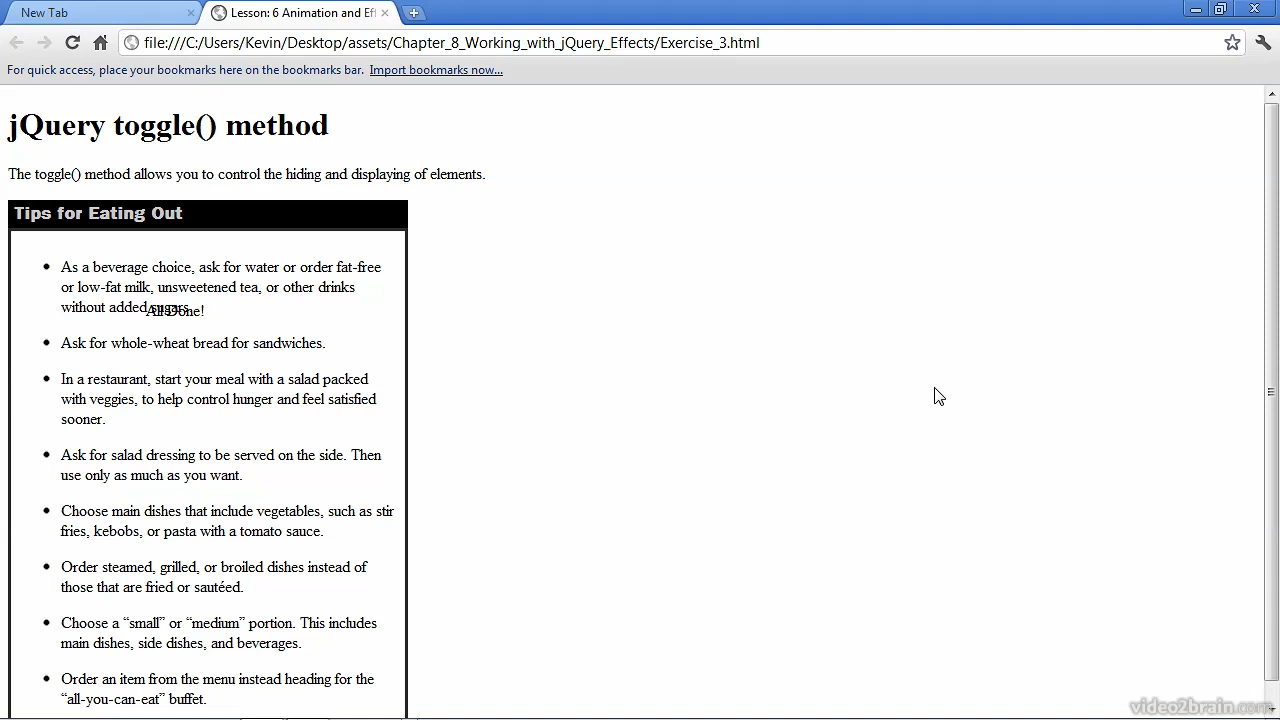 New Tab
Lesson: 6 Animation and Ef
file:///C:/Users/Kevin/Desktop/assets/Chapter_8_Working_with_jQuery_Effects/Exercise_3.html
For quick access, place your bookmarks here on the bookmarks bar. Import bookmarks now...
jQuery toggle() method
The toggle() method allows you to control the hiding and displaying of elements.
Tips for Eating Out
As a beverage choice, ask for water or order fat-free
or low-fat milk, unsweetened tea, or other drinks
without added sugars.
All Done!
Ask for whole-wheat bread for sandwiches.
In a restaurant, start your meal with a salad packed
with veggies, to help control hunger and feel satisfied
sooner.
Ask for salad dressing to be served on the side. Then
use only as much as you want.
Choose main dishes that include vegetables, such as stir
fries, kebobs, or pasta with a tomato sauce.
Order steamed, grilled, or broiled dishes instead of
those that are fried or sautéed.
Choose a “small” or “medium” portion. This includes
main dishes, side dishes, and beverages.
Order an item from the menu instead heading for the
“all-you-can-eat” buffet.
video2brain.com